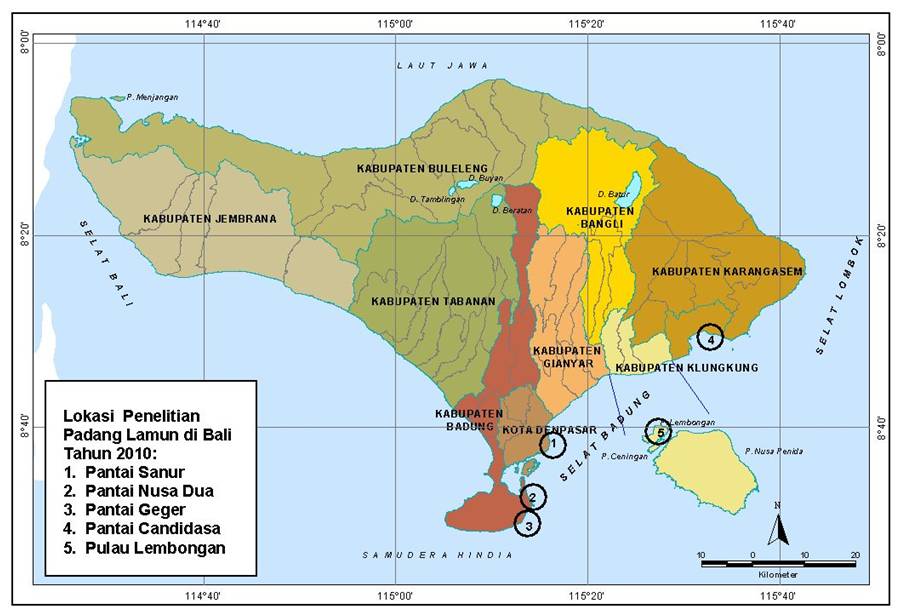 114°40'
115°00'
115°20'
115°40'
8°00'
8°00'
LAUT JAWA
P. Menjangan
KABUPATEN BULELENG
D. Buyan
D. Tamblingan
D. Beratan
D. Batur
KABUPATEN
BANGLI
KABUPATEN JEMBRANA
8°20'
8°20'
SELAT BALI
SELAT LOMBOK
KABUPATEN KARANGASEM
KABUPATEN TABANAN
4
KABUPATEN
GIANYAR
KABUPATEN KLUNGKUNG
KABUPATEN
BADUNG
KOTA DENPASAR
SELAT BADUNG
8°40'
8°40'
P. Lembongan
1
5
P. Ceningan
P. Nusa Penida
2
3
SAMUDERA HINDIA
Lokasi Penelitian
Padang Lamun di Bali
Tahun 2010:
1. Pantai Sanur
2. Pantai Nusa Dua
3. Pantai Geger
4. Pantai Candidasa
5. Pulau Lembongan
N
10 0 10 20
Kilometer
114°40'
115°00'
115°20'
115°40'